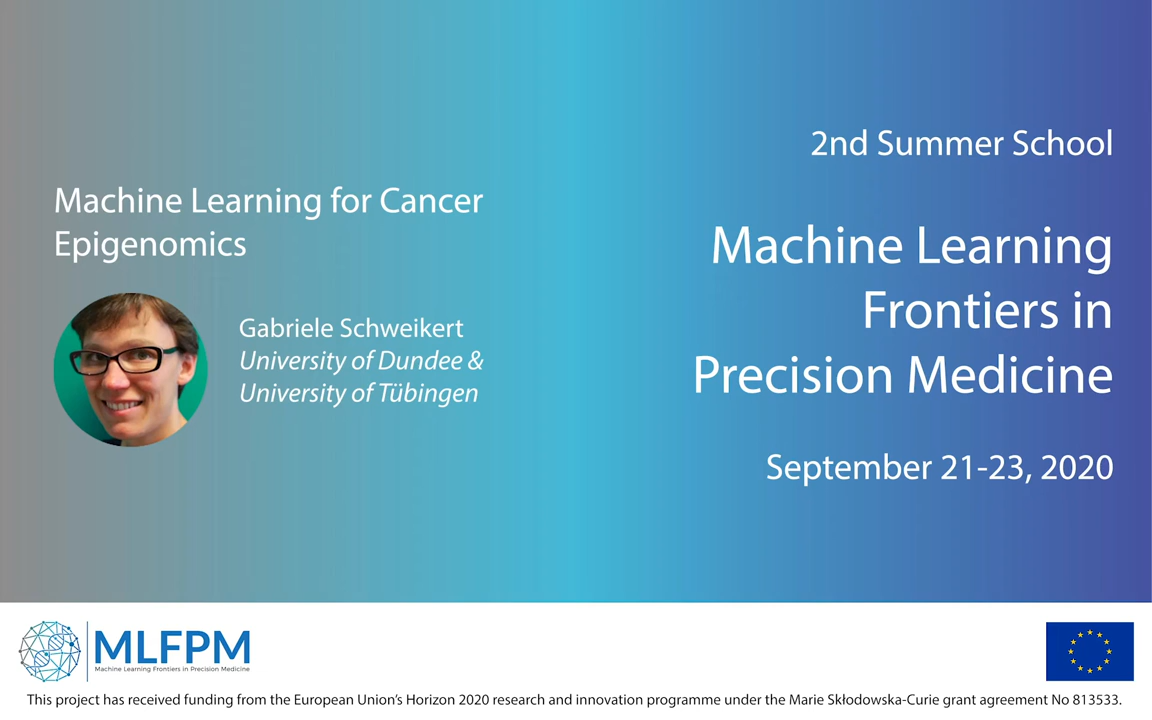 Machine Learning for Cancer
Epigenomics
Gabriele Schweikert
University of Dundee &
University of Tübingen
2nd Summer School
Machine Learning
Frontiers in
Precision Medicine
September 21-23, 2020
MLFPM
Machine Learning Frontiers in Precision Medicine
This project has received funding from the European Union’s Horizon 2020 research and innovation programme under the Marie Skłodowska-Curie grant agreement No 813533.